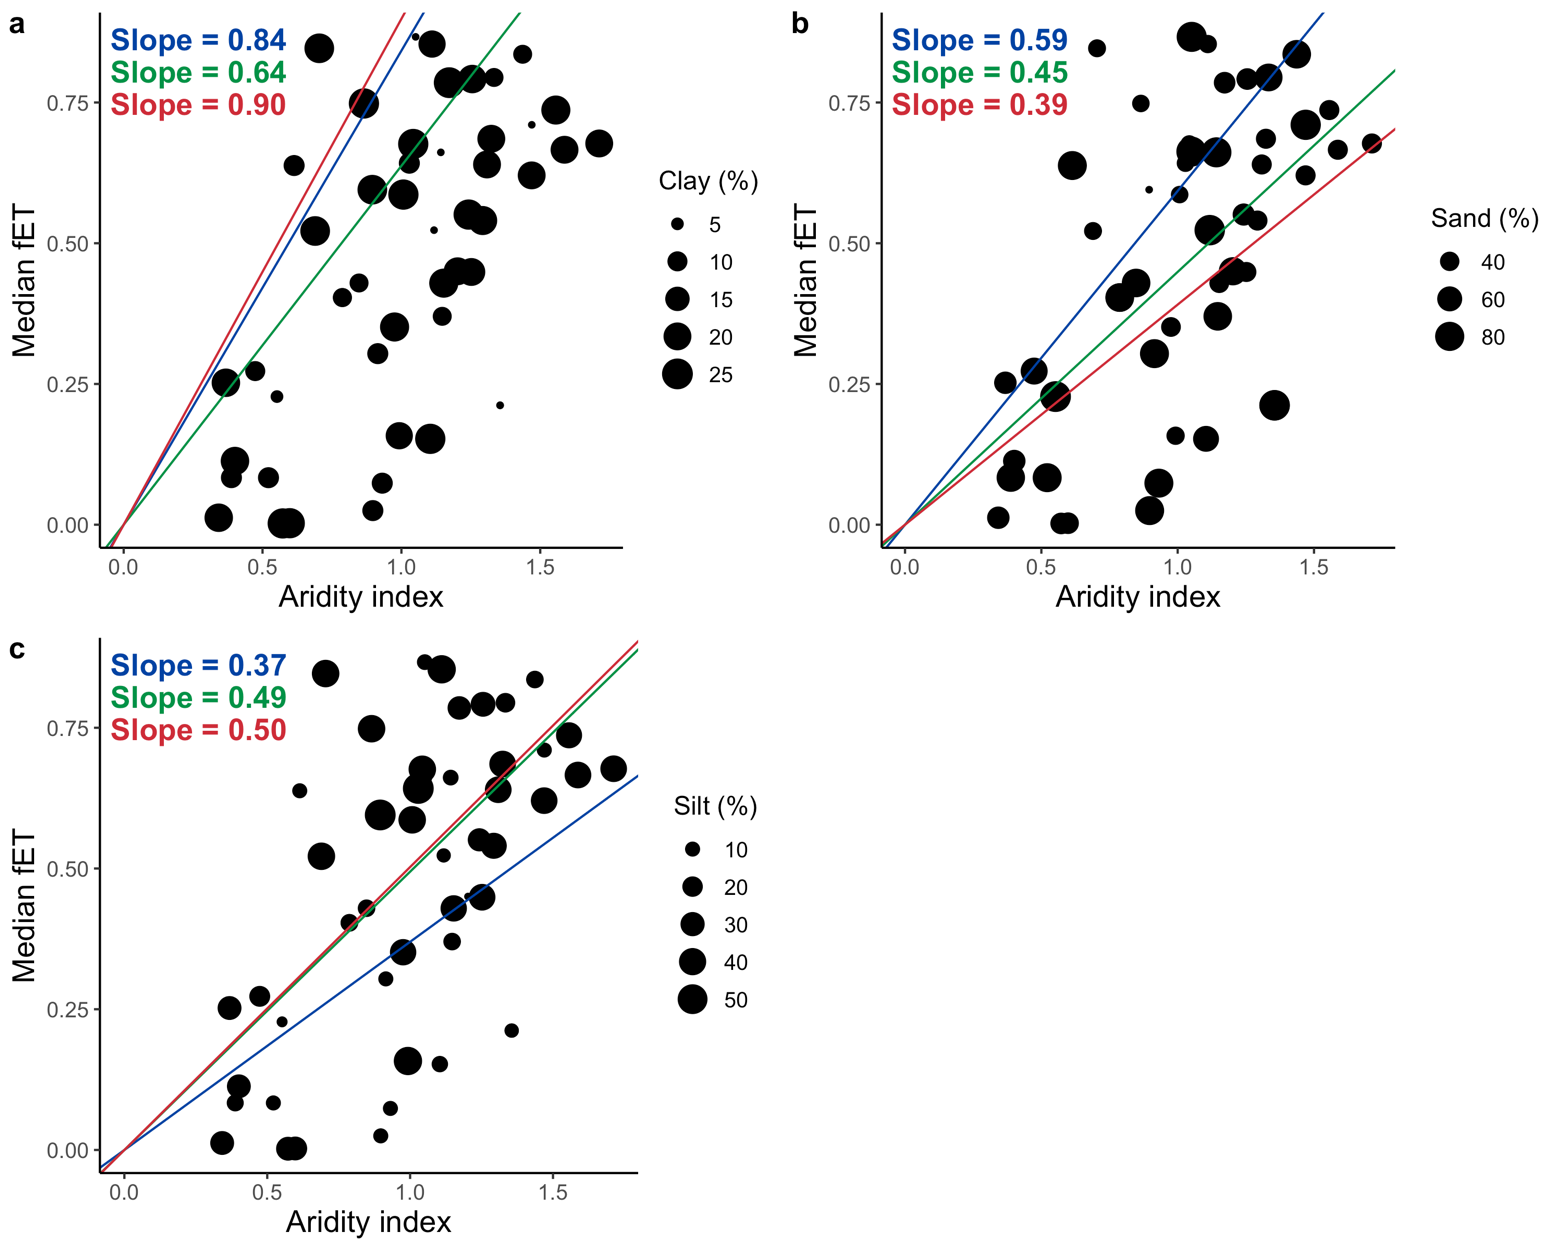 a
Slope = 0.84
Slope = 0.64
Slope = 0.90
0.75
0.50
0.25
0.00
Median fET
0.0 0.5 1.0 1.5
Aridity index
Clay (%)
5
10
15
20
25
b
Slope = 0.59
Slope = 0.45
Slope = 0.39
0.75
0.50
0.25
0.00
Median fET
0.0 0.5 1.0 1.5
Aridity index
Sand (%)
40
60
80
c
Slope = 0.37
Slope = 0.49
Slope = 0.50
0.75
0.50
0.25
0.00
Median fET
0.0 0.5 1.0 1.5
Aridity index
Silt (%)
10
20
30
40
50